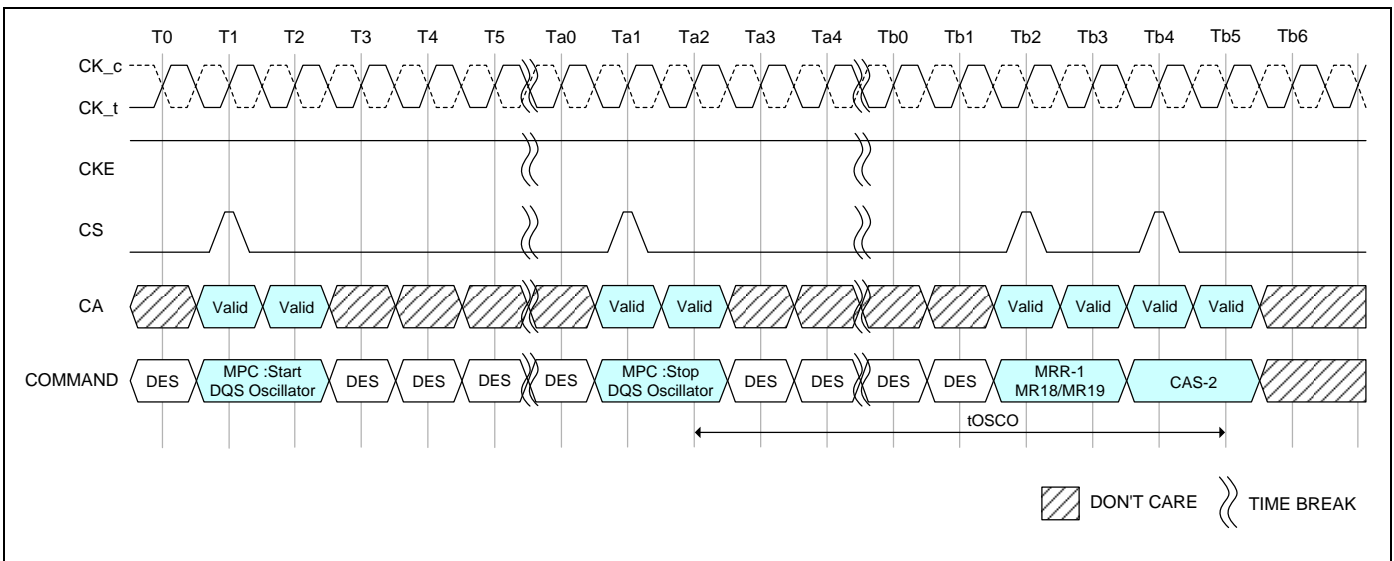 T0 T1 T2 T3 T4 T5 Ta0 Ta1 Ta2 Ta3 Ta4 Tb0 Tb1 Tb2 Tb3 Tb4 Tb5 Tb6
CK_c
CK_t
CKE
CS
CA Valid Valid Valid Valid Valid Valid Valid Valid
COMMAND DES MPC :Start DES DES DES DES MPC :Stop DES DES DES DES MRR-1 CAS-2
DQS Oscillator DQS Oscillator MR18/MR19
tOSCO
DON'T CARE TIME BREAK